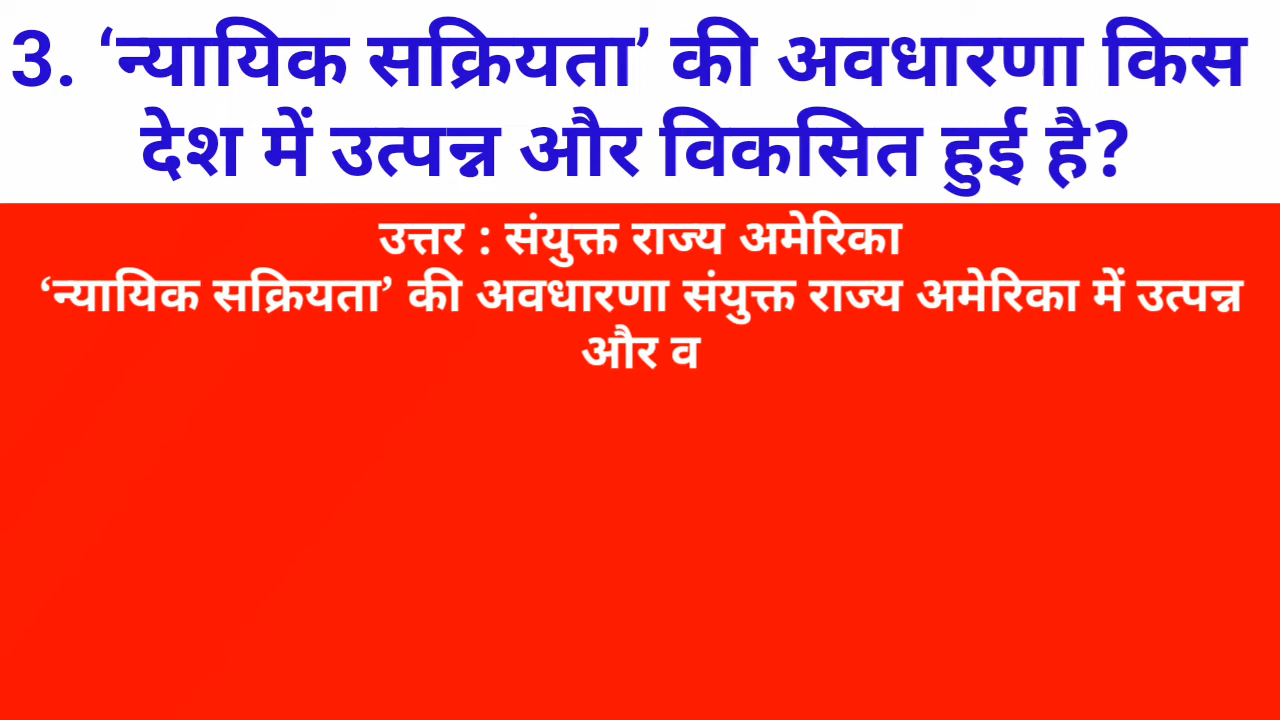 3. ‘न्यायिक सक्रियता’ की अवधारणा किस
देश में उत्पन्न और विकसित हुई है?
उत्तर : संयुक्त राज्य अमेरिका
‘न्यायिक सक्रियता’ की अवधारणा संयुक्त राज्य अमेरिका में उत्पन्न
और व